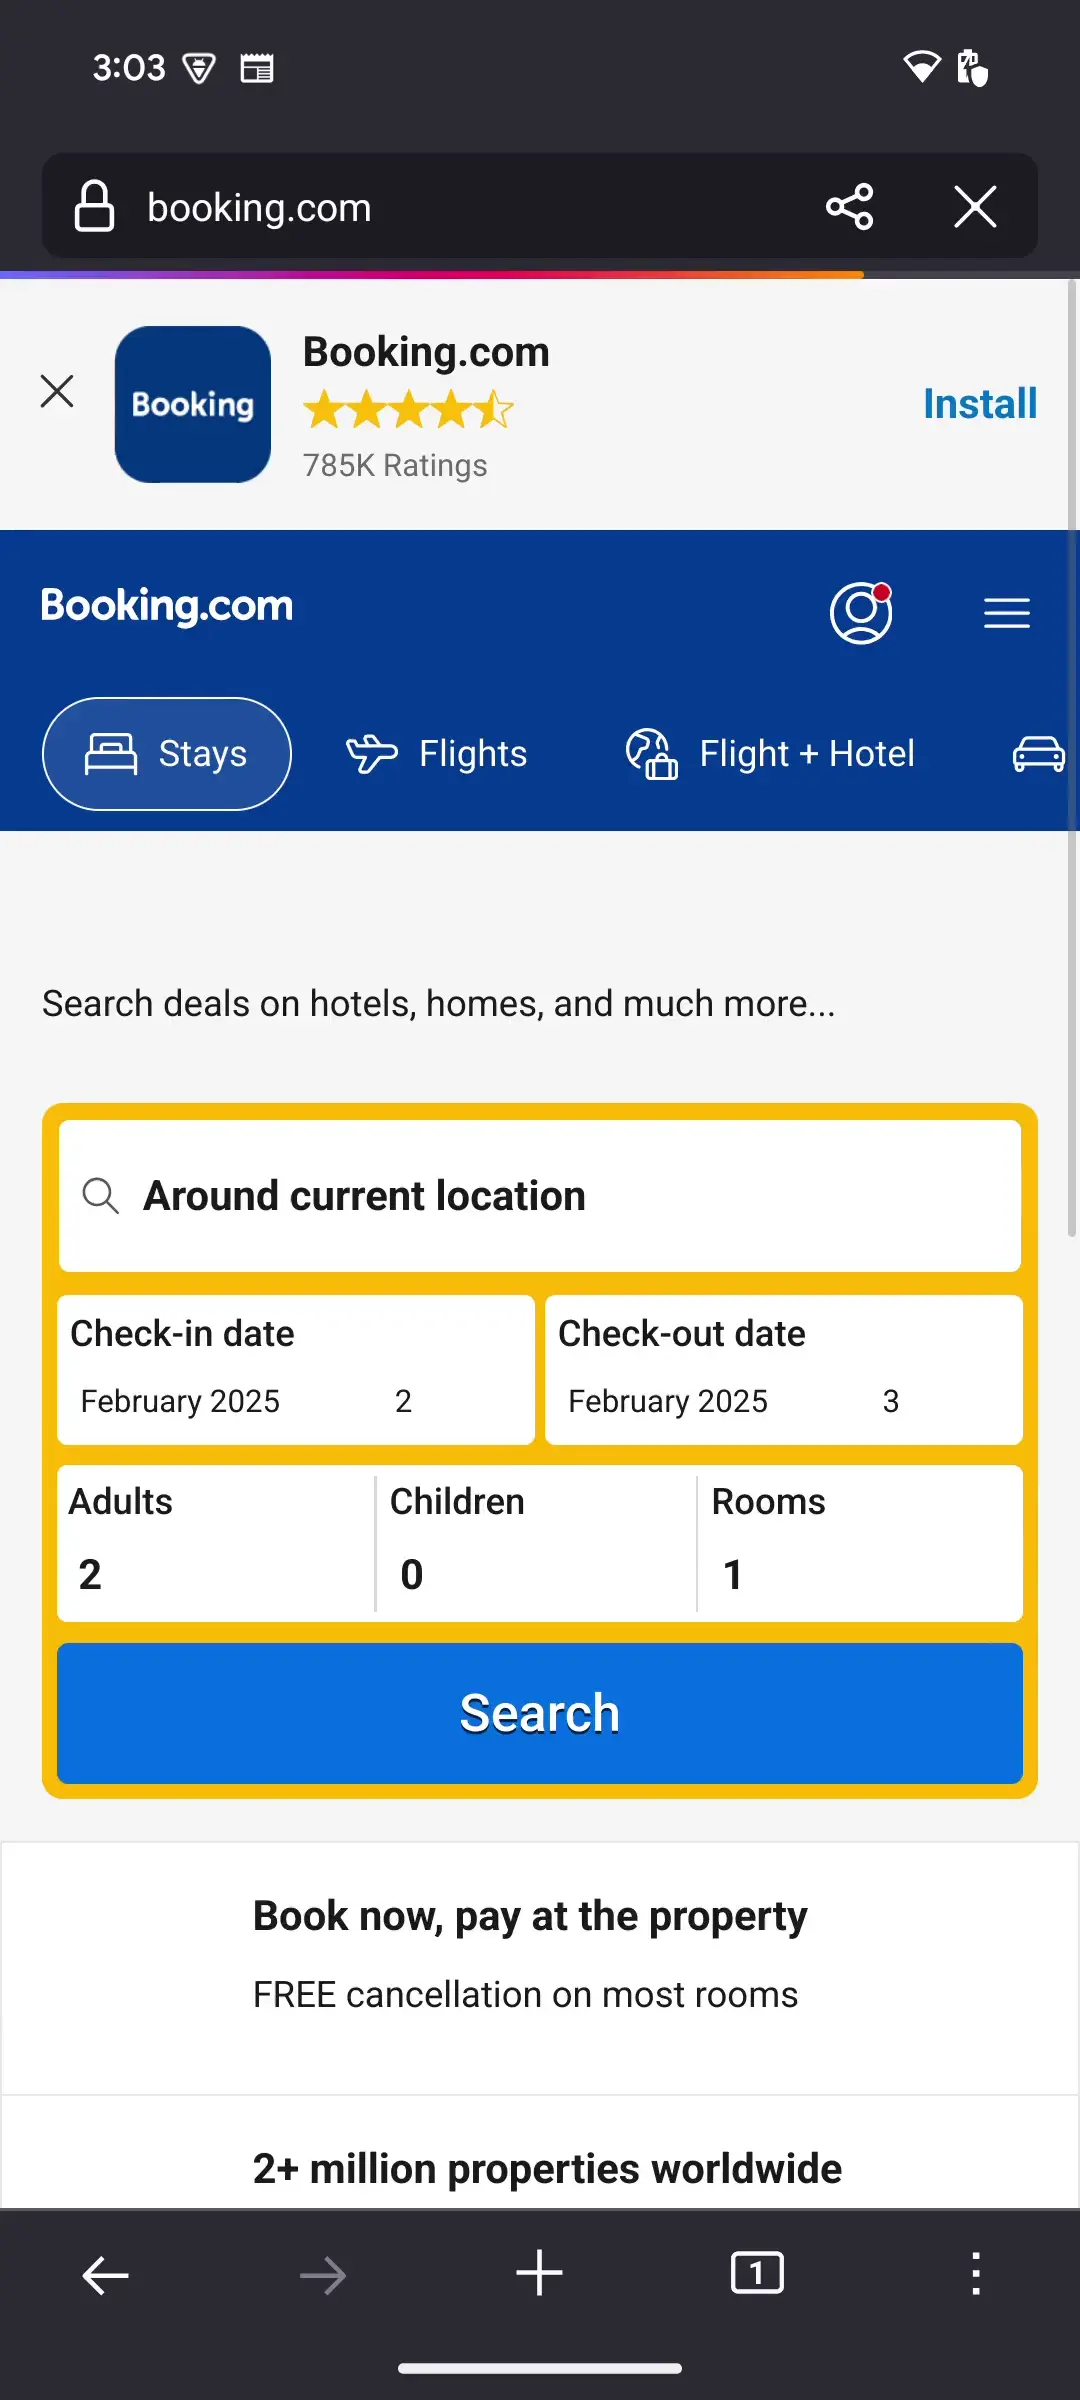 3:03
booking.com
Booking
Booking.com
785K Ratings
Install
Booking.com
Stays
Flights
Flight + Hotel
Search deals on hotels, homes, and much more...
Around current location
Check-in date
February 2025 2
Check-out date
February 2025 3
Adults
2
Children
0
Rooms
1
Search
Book now, pay at the property
FREE cancellation on most rooms
2+ million properties worldwide
1